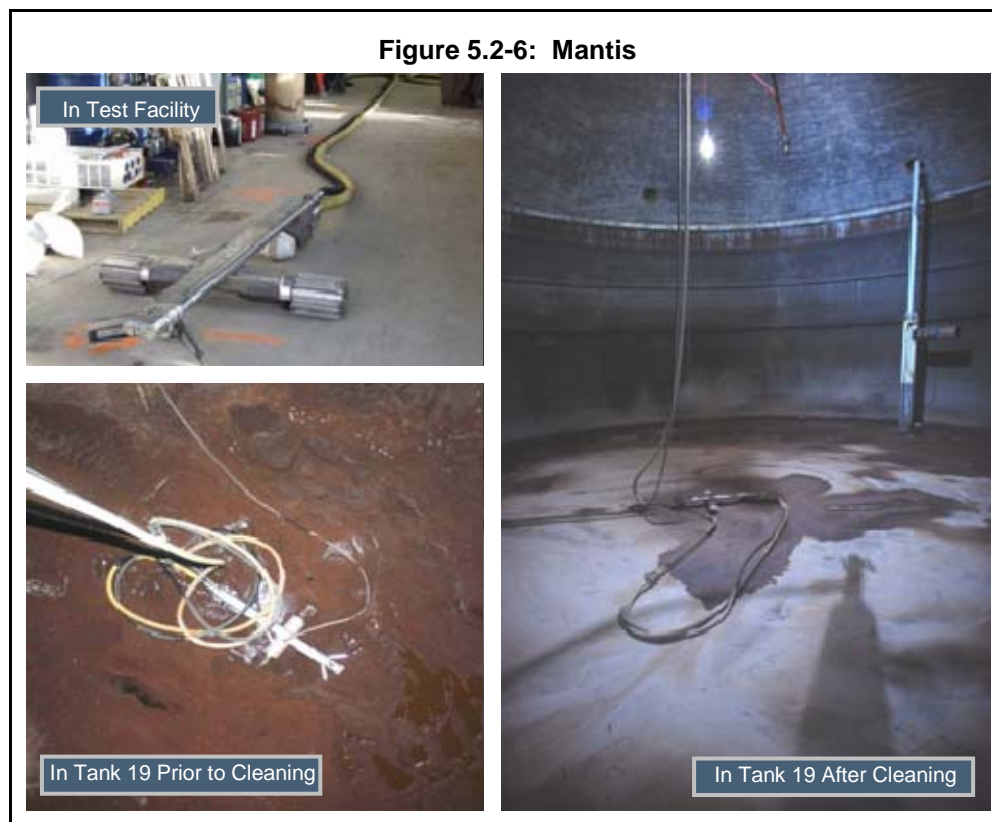 Figure 5.2-6: Mantis
In Test Facility
In Tank 19 Prior to Cleaning
In Tank 19 After Cleaning